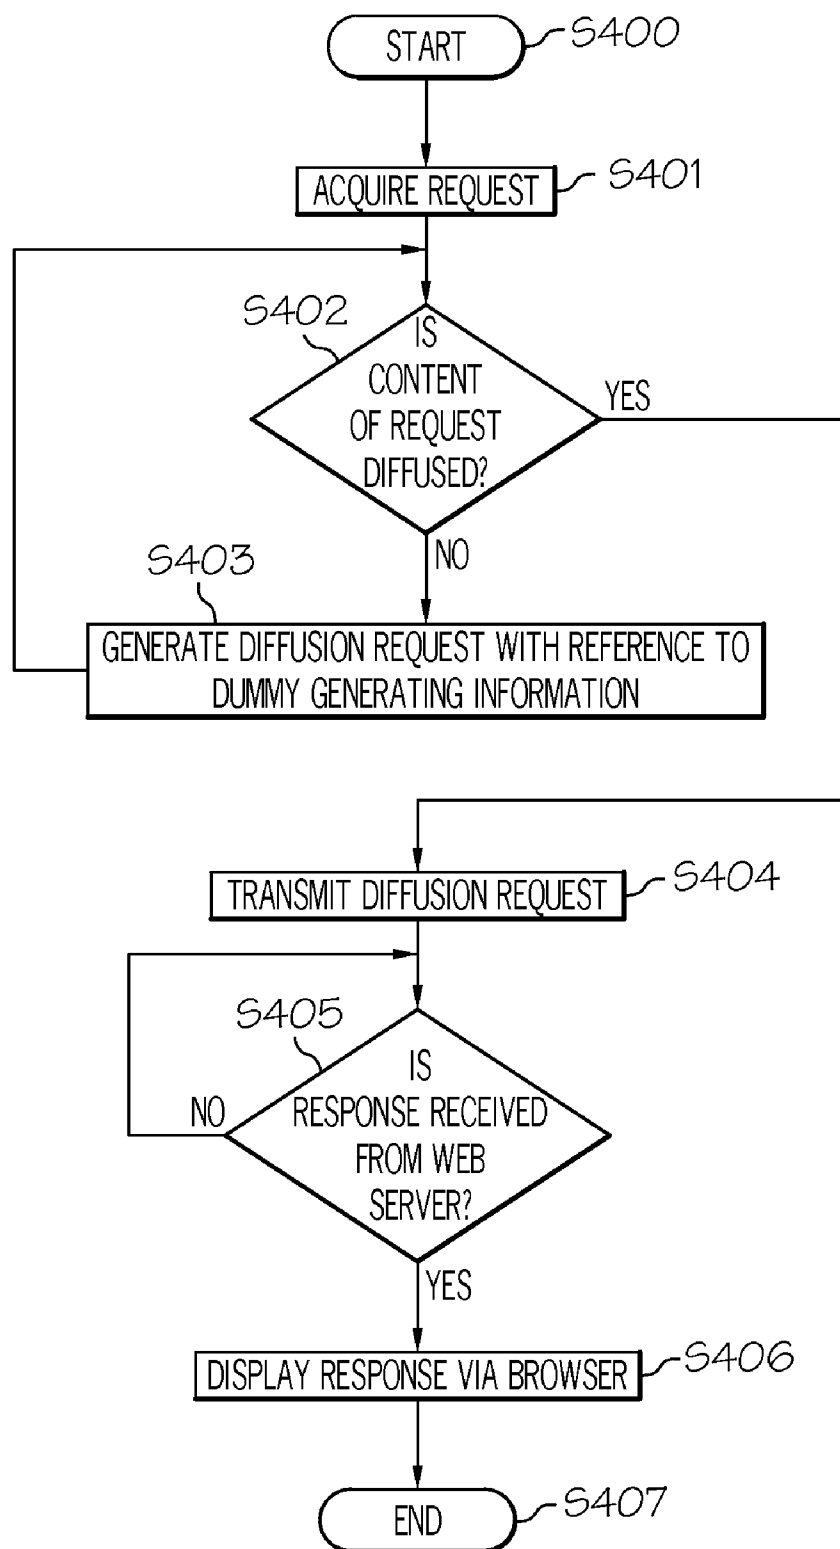 START
S400
ACQUIRE REQUEST
S401
S402
IS
CONTENT
OF REQUEST
DIFFUSED?
YES
NO
S403
GENERATE DIFFUSION REQUEST WITH REFERENCE TO
DUMMY GENERATING INFORMATION
TRANSMIT DIFFUSION REQUEST
S404
S405
IS
RESPONSE RECEIVED
FROM WEB
SERVER?
NO
YES
DISPLAY RESPONSE VIA BROWSER
S406
END
S407